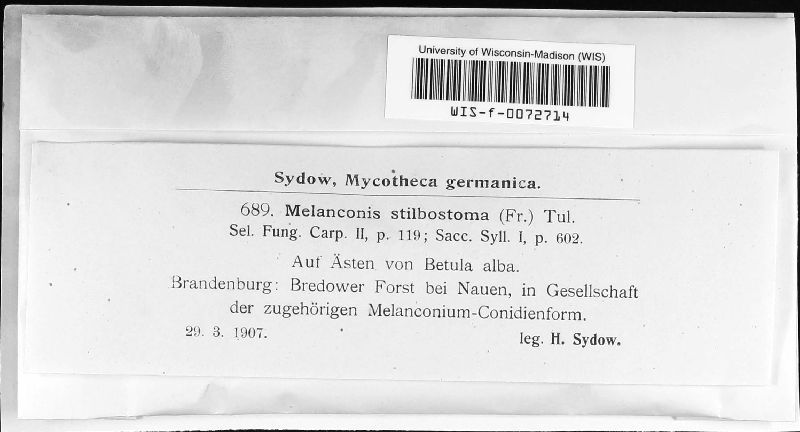 University of Wisconsin-Madison (WIS)
WIS-f-0072714
Sydow, Mycotheca germanica.
689. Melanconis stilbostoma (Fr.) Tul.
Sel. Fung. Carp. II, p. 119; Sacc. Syll. I, p. 602.
Auf Ästen von Betula alba.
Brandenburg: Bredower Forst bei Nauen, in Gesellschaft
der zugehörigen Melanconium-Conidienform.
29. 3. 1907. leg. H. Sydow.